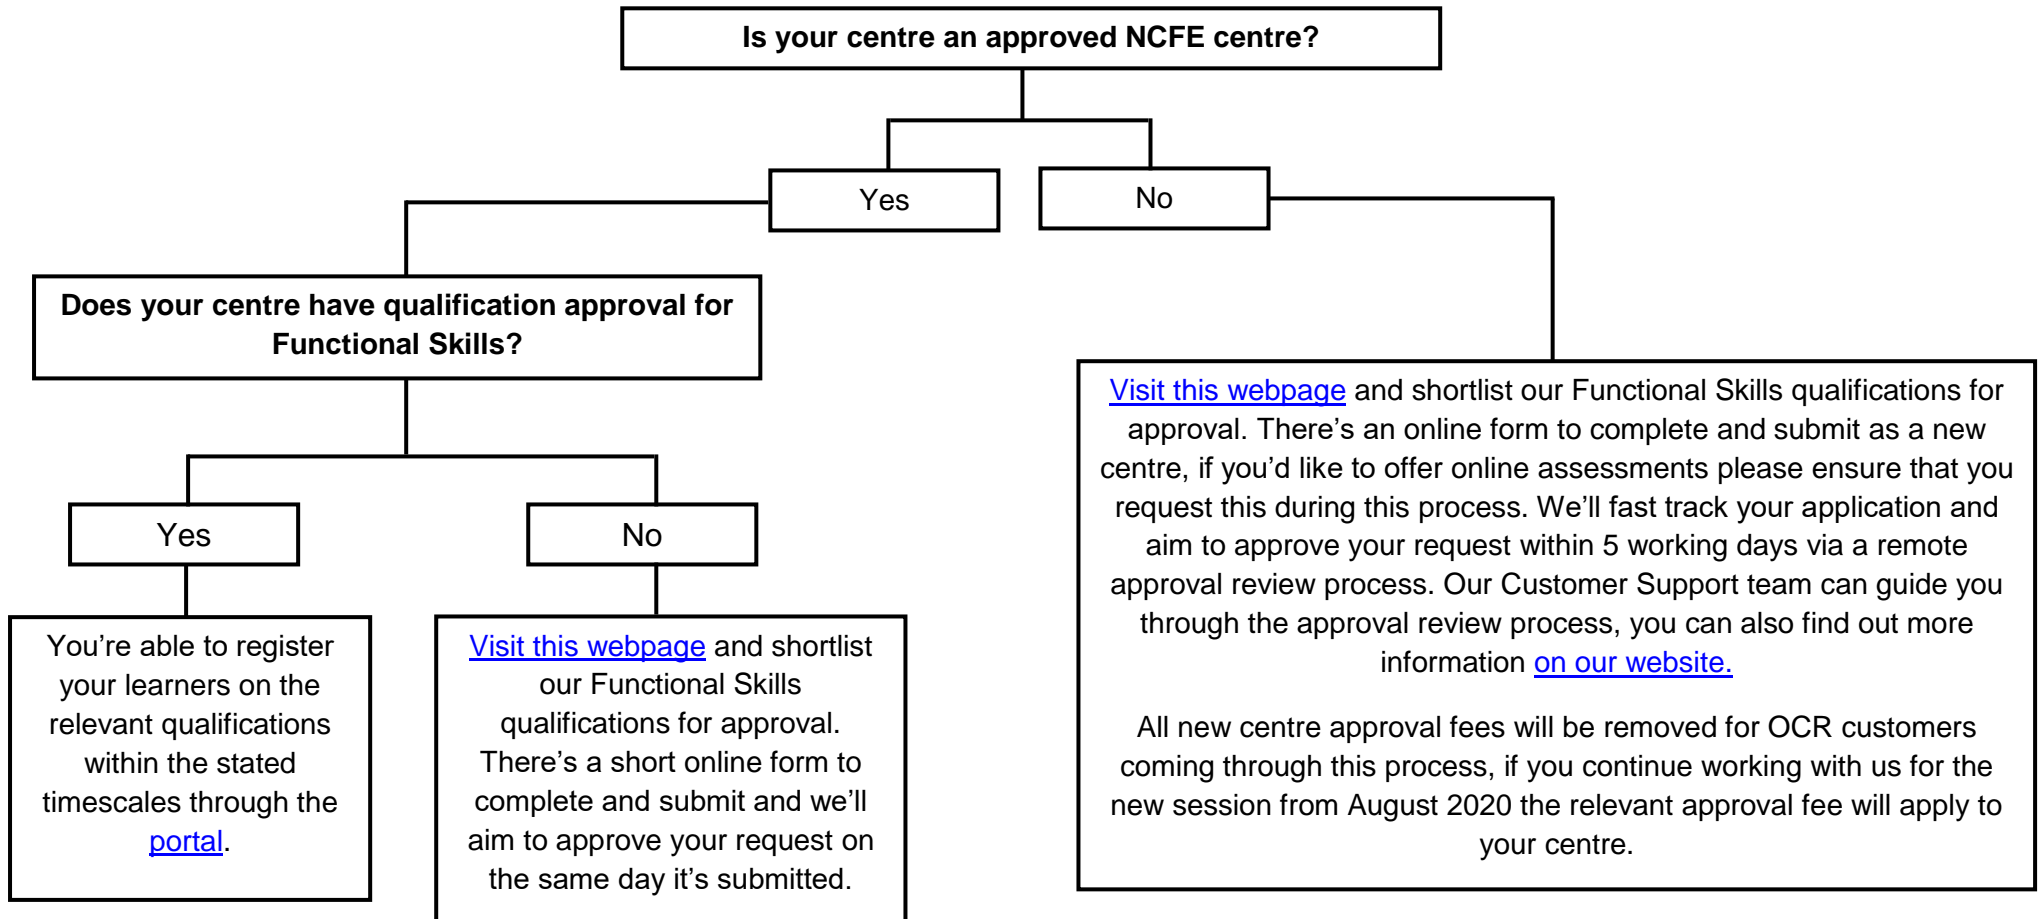 Is your centre an approved NCFE centre?
Yes
No
Does your centre have qualification approval for
Functional Skills?
Yes
No
You’re able to register
your learners on the
relevant qualifications
within the stated
timescales through the
portal.
Visit this webpage and shortlist
our Functional Skills
qualifications for approval.
There’s a short online form to
complete and submit and we’ll
aim to approve your request on
the same day it’s submitted.
Visit this webpage and shortlist our Functional Skills qualifications for
approval. There’s an online form to complete and submit as a new
centre, if you’d like to offer online assessments please ensure that you
request this during this process. We’ll fast track your application and
aim to approve your request within 5 working days via a remote
approval review process. Our Customer Support team can guide you
through the approval review process, you can also find out more
information on our website.
All new centre approval fees will be removed for OCR customers
coming through this process, if you continue working with us for the
new session from August 2020 the relevant approval fee will apply to
your centre.